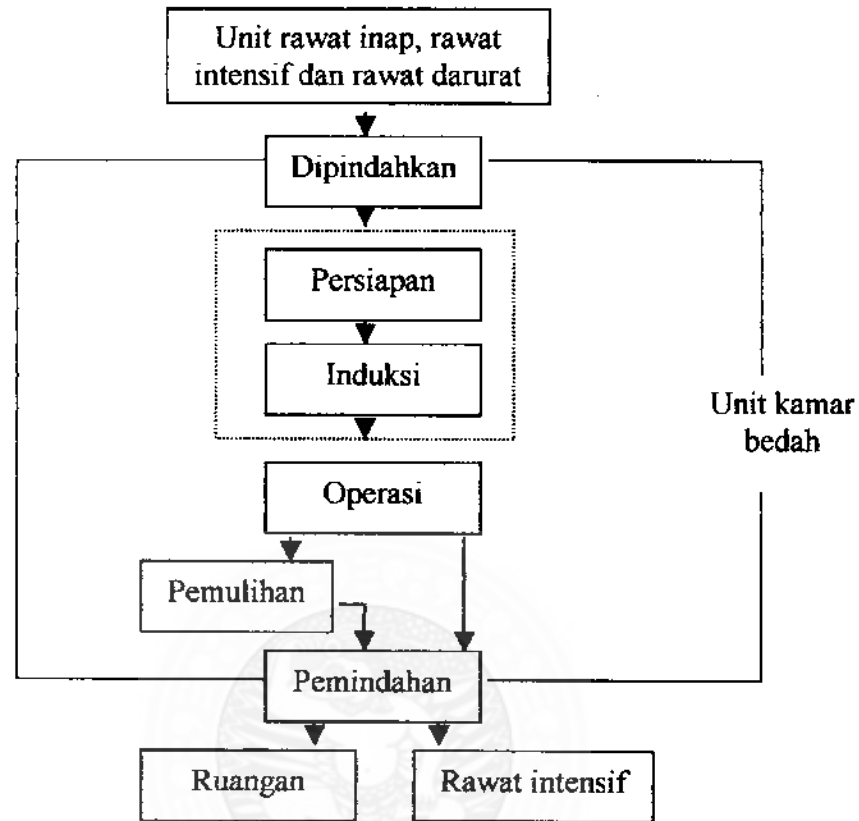 Unit rawat inap, rawat
intensif dan rawat darurat
Dipindahkan
Persiapan
Induksi
Unit kamar
bedah
Operasi
Pemulihan
Pemindahan
Ruangan
Rawat intensif